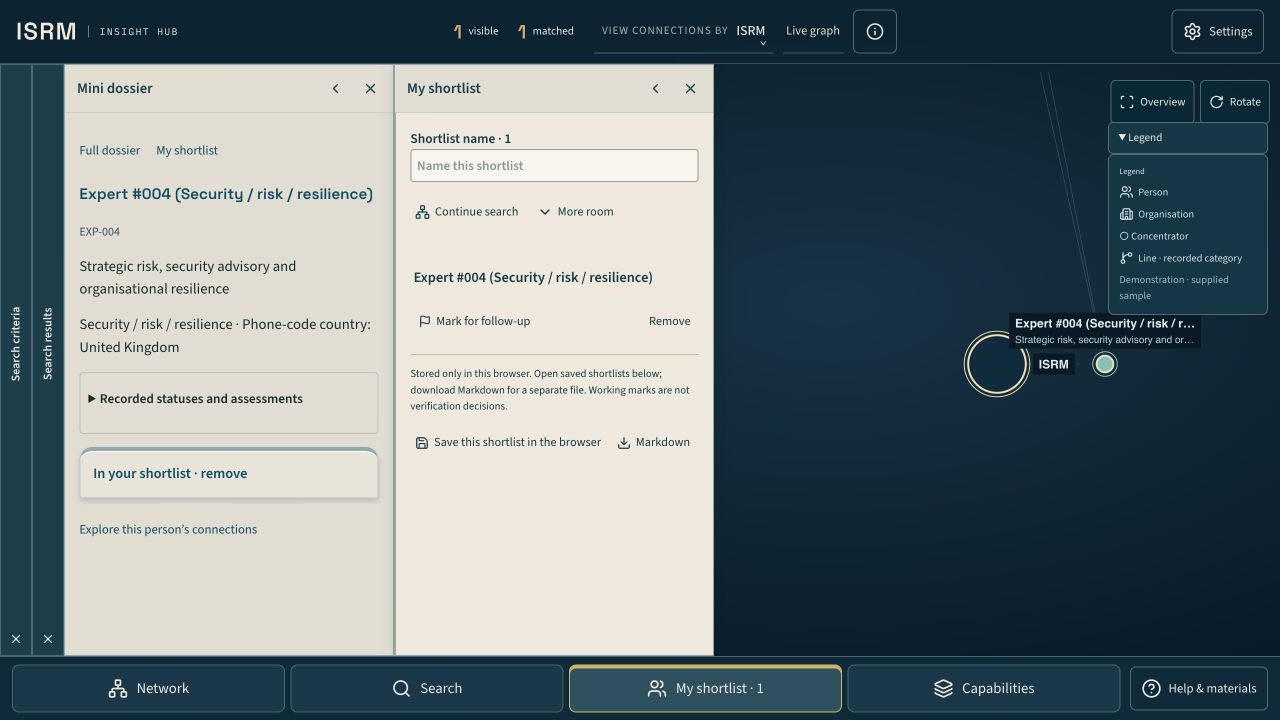 ISRM
INSIGHT HUB
1 visible
1 matched
VIEW CONNECTIONS BY ISRM
Live graph
Settings
Search criteria
Search results
Mini dossier
Full dossier
My shortlist
Expert #004 (Security / risk / resilience)
EXP-004
Strategic risk, security advisory and
organisational resilience
Security / risk / resilience · Phone-code country:
United Kingdom
Recorded statuses and assessments
In your shortlist · remove
Explore this person's connections
My shortlist
Shortlist name · 1
Name this shortlist
Continue search
More room
Expert #004 (Security / risk / resilience)
Mark for follow-up
Remove
Stored only in this browser. Open saved shortlists below;
download Markdown for a separate file. Working marks are not
verification decisions.
Save this shortlist in the browser
Markdown
Overview
Rotate
Legend
Legend
Person
Organisation
Concentrator
Line · recorded category
Demonstration · supplied
sample
Expert #004 (Security / risk / r…
Strategic risk, security advisory and or…
ISRM
Network
Search
My shortlist · 1
Capabilities
Help & materials